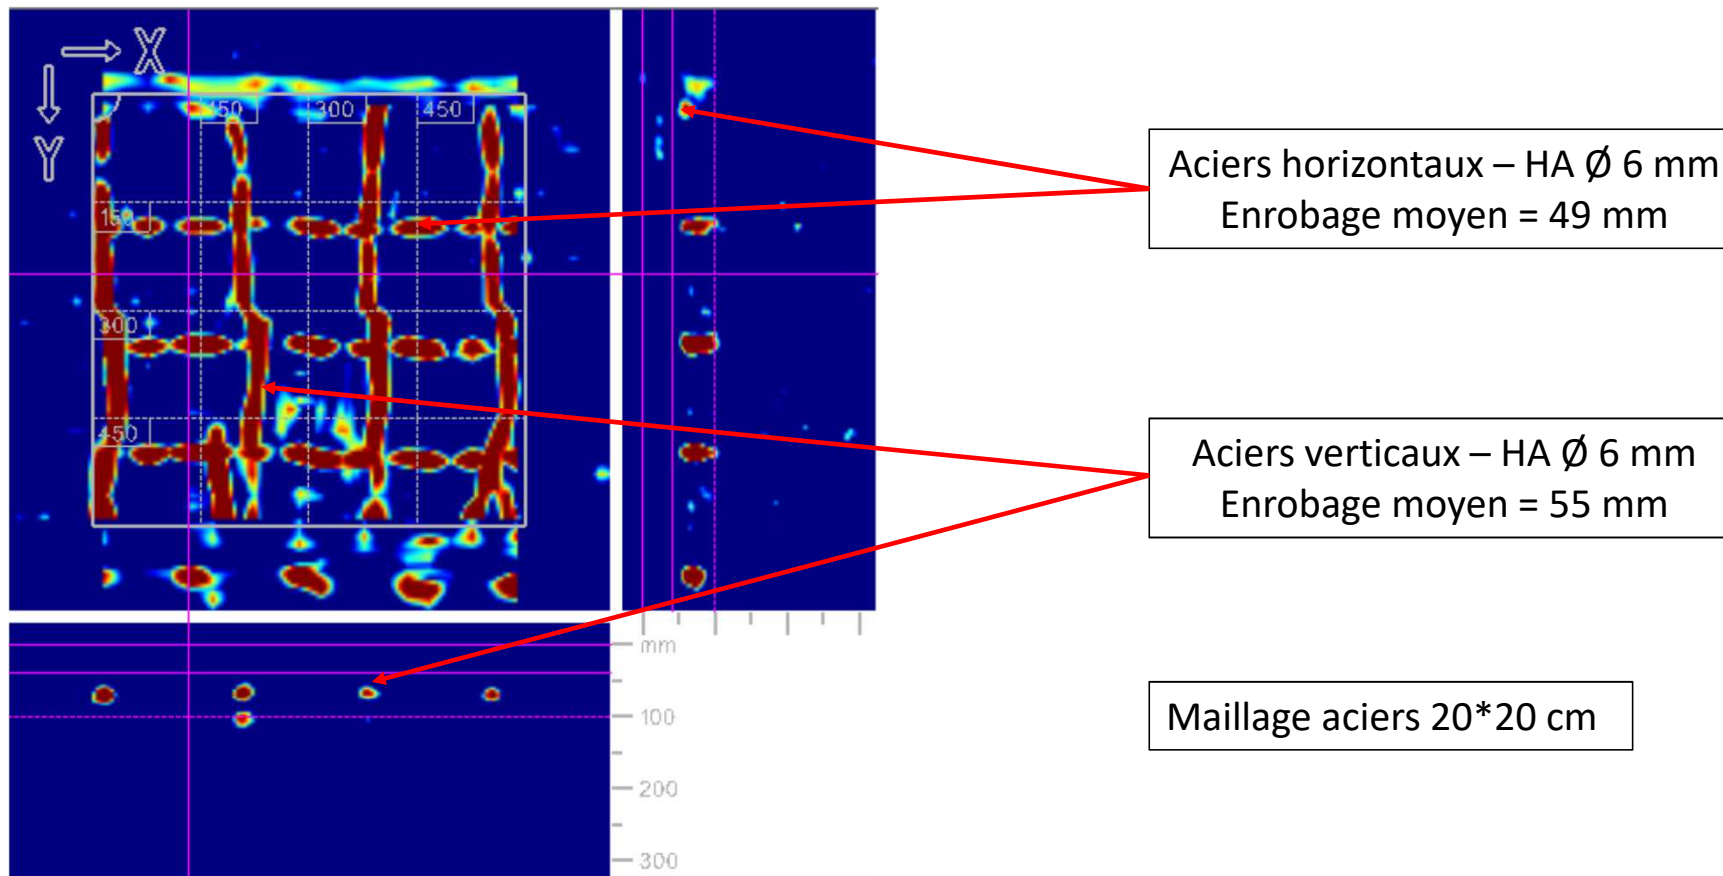 X
Y
150
300
450
150
300
450
mm
100
200
300
Aciers horizontaux – HA Ø 6 mm
Enrobage moyen = 49 mm
Aciers verticaux – HA Ø 6 mm
Enrobage moyen = 55 mm
Maillage aciers 20*20 cm